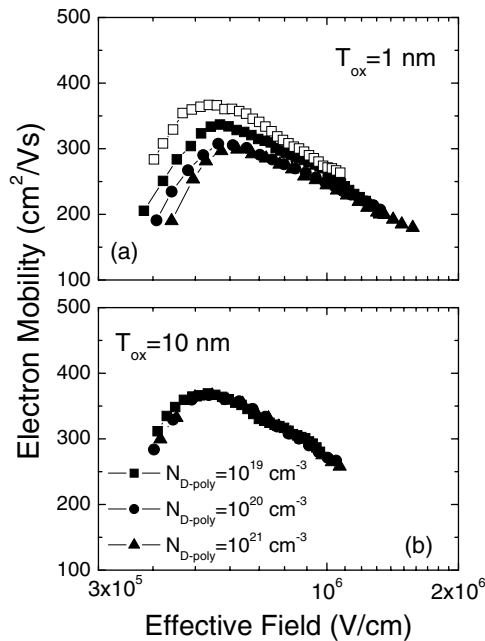 500
T_ox=1 nm
400
300
200
(a)
100
T_ox=10 nm
400
300
N_D-poly=10^19 cm^-3
200
N_D-poly=10^20 cm^-3
N_D-poly=10^21 cm^-3
(b)
100
3x10^5
10^6
2x10^6
Electron Mobility (cm^2/Vs)
Effective Field (V/cm)